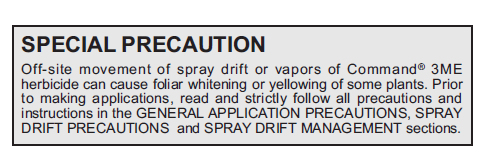 SPECIAL PRECAUTION
Off-site movement of spray drift or vapors of Command® 3ME
herbicide can cause foliar whitening or yellowing of some plants. Prior
to making applications, read and strictly follow all precautions and
instructions in the GENERAL APPLICATION PRECAUTIONS, SPRAY
DRIFT PRECAUTIONS and SPRAY DRIFT MANAGEMENT sections.